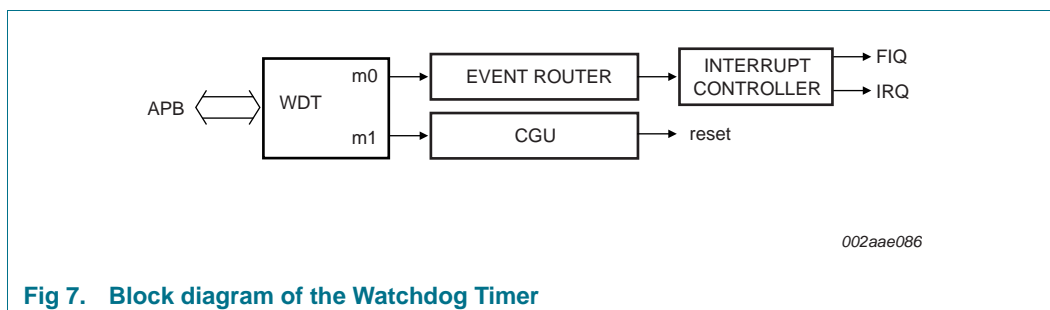 m0
EVENT ROUTER
INTERRUPT
CONTROLLER
FIQ
IRQ
APB
WDT
m1
CGU
reset
002aae086
Fig 7. Block diagram of the Watchdog Timer